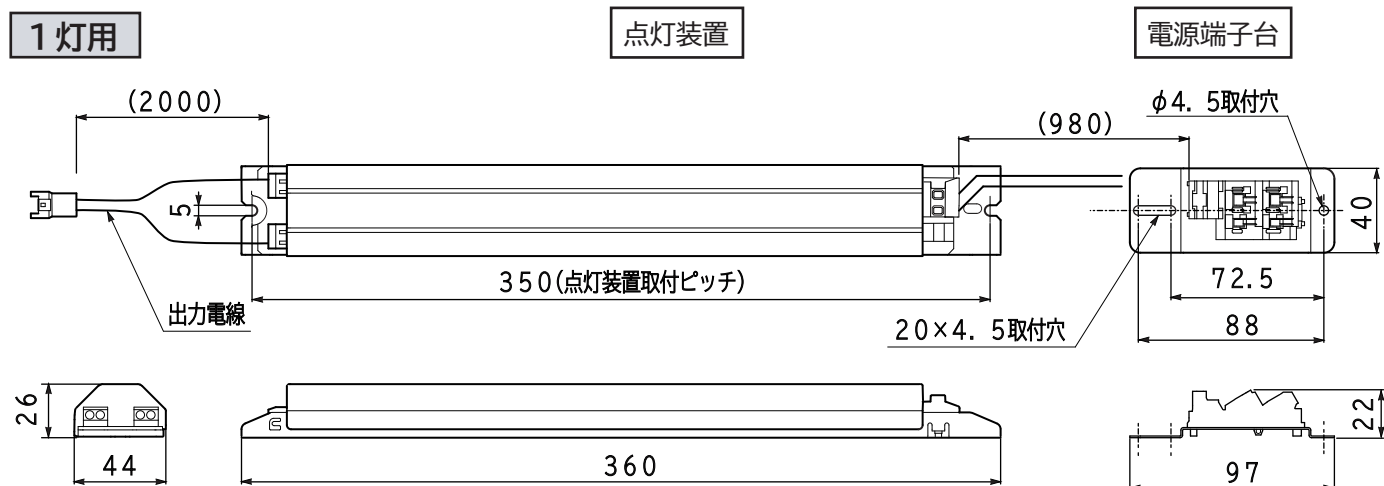 1灯用
点灯装置
電源端子台
(2000)
(980)
φ4. 5取付穴
5
40
350(点灯装置取付ピッチ)
72.5
出力電線
20×4. 5取付穴
88
26
22
44
360
97